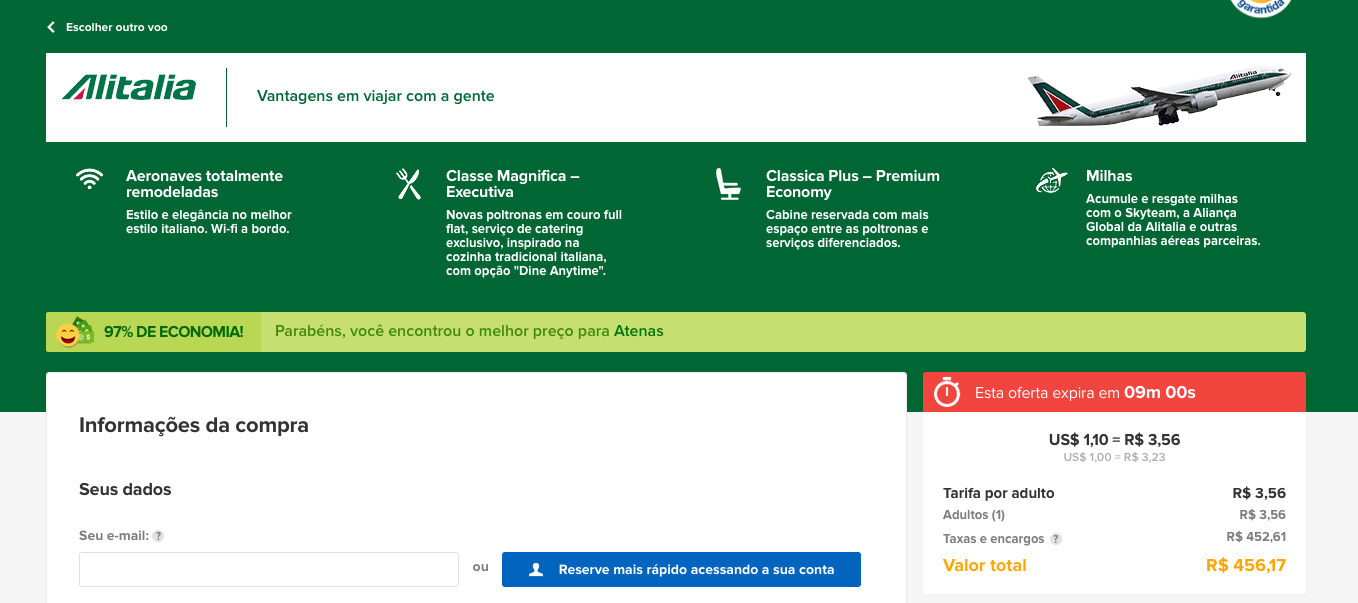 garantida
Escolher outro voo
Alitalia
Vantagens em viajar com a gente
Alitalia
Aeronaves totalmente
remodeladas
Estilo e elegância no melhor
estilo italiano. Wi-fi a bordo.
Classe Magnifica –
Executiva
Novas poltronas em couro full
flat, serviço de catering
exclusivo, inspirado na
cozinha tradicional italiana,
com opção "Dine Anytime".
Classica Plus – Premium
Economy
Cabine reservada com mais
espaço entre as poltronas e
serviços diferenciados.
Milhas
Acumule e resgate milhas
com o Skyteam, a Aliança
Global da Alitalia e outras
companhias aéreas parceiras.
97% DE ECONOMIA!
Parabéns, você encontrou o melhor preço para Atenas
Informações da compra
Seus dados
Seu e-mail: ?
ou
Reserve mais rápido acessando a sua conta
Esta oferta expira em 09m 00s
US$ 1,10 = R$ 3,56
US$ 1,00 = R$ 3,23
Tarifa por adulto R$ 3,56
Adultos (1) R$ 3,56
Taxas e encargos ? R$ 452,61
Valor total R$ 456,17